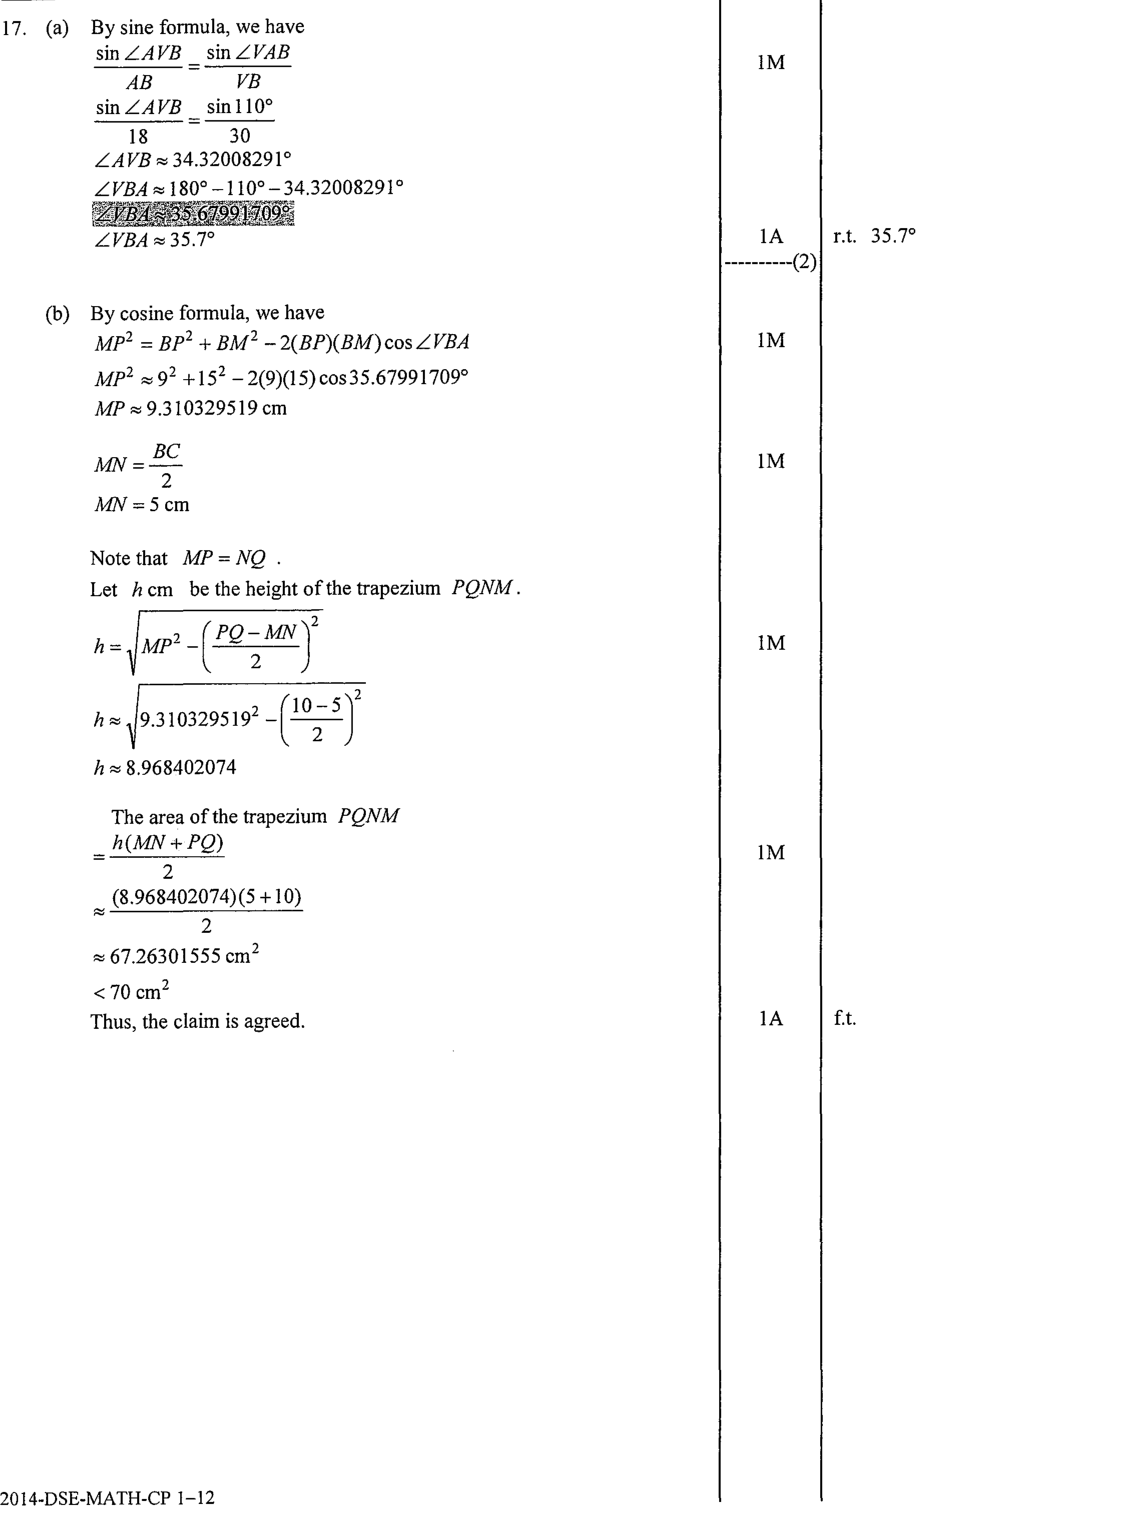 17. (a) By sine formula, we have
sin ∠AVB / AB = sin ∠VAB / VB 1M
sin ∠AVB / 18 = sin 110° / 30
∠AVB ≈ 34.32008291°
∠VBA ≈ 180° − 110° − 34.32008291°
∠VBA ≈ 35.67991709°
∠VBA ≈ 35.7° 1A r.t. 35.7°
----------(2)
(b) By cosine formula, we have
MP² = BP² + BM² − 2(BP)(BM) cos ∠VBA 1M
MP² ≈ 9² + 15² − 2(9)(15) cos 35.67991709°
MP ≈ 9.310329519 cm
MN = BC / 2 1M
MN = 5 cm
Note that MP = NQ .
Let h cm be the height of the trapezium PQNM .
h = √(MP² − ((PQ − MN) / 2)²) 1M
h ≈ √(9.310329519² − ((10 − 5) / 2)²)
h ≈ 8.968402074
The area of the trapezium PQNM
= h(MN + PQ) / 2 1M
≈ (8.968402074)(5 + 10) / 2
≈ 67.26301555 cm²
< 70 cm²
Thus, the claim is agreed. 1A f.t.
2014-DSE-MATH-CP 1−12